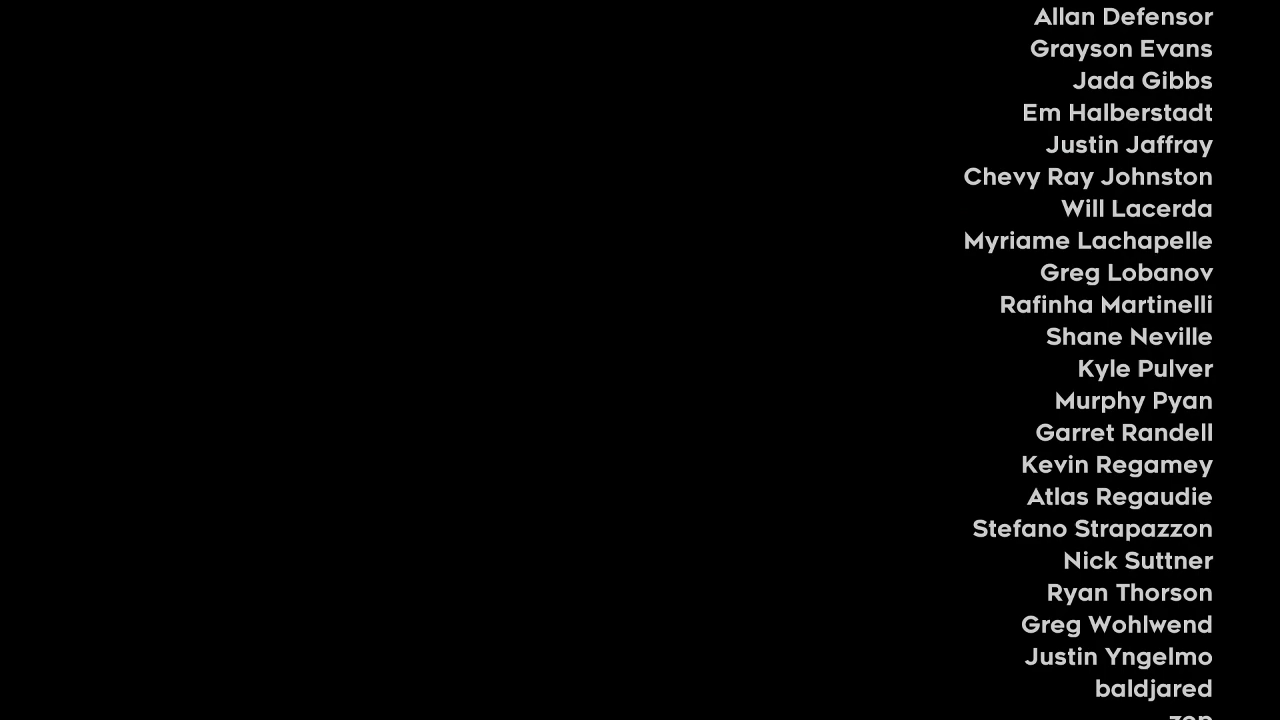 Allan Defensor
Grayson Evans
Jada Gibbs
Em Halberstadt
Justin Jaffray
Chevy Ray Johnston
Will Lacerda
Myriame Lachapelle
Greg Lobanov
Rafinha Martinelli
Shane Neville
Kyle Pulver
Murphy Pyan
Garret Randell
Kevin Regamey
Atlas Regaudie
Stefano Strapazzon
Nick Suttner
Ryan Thorson
Greg Wohlwend
Justin Yngelmo
baldjared